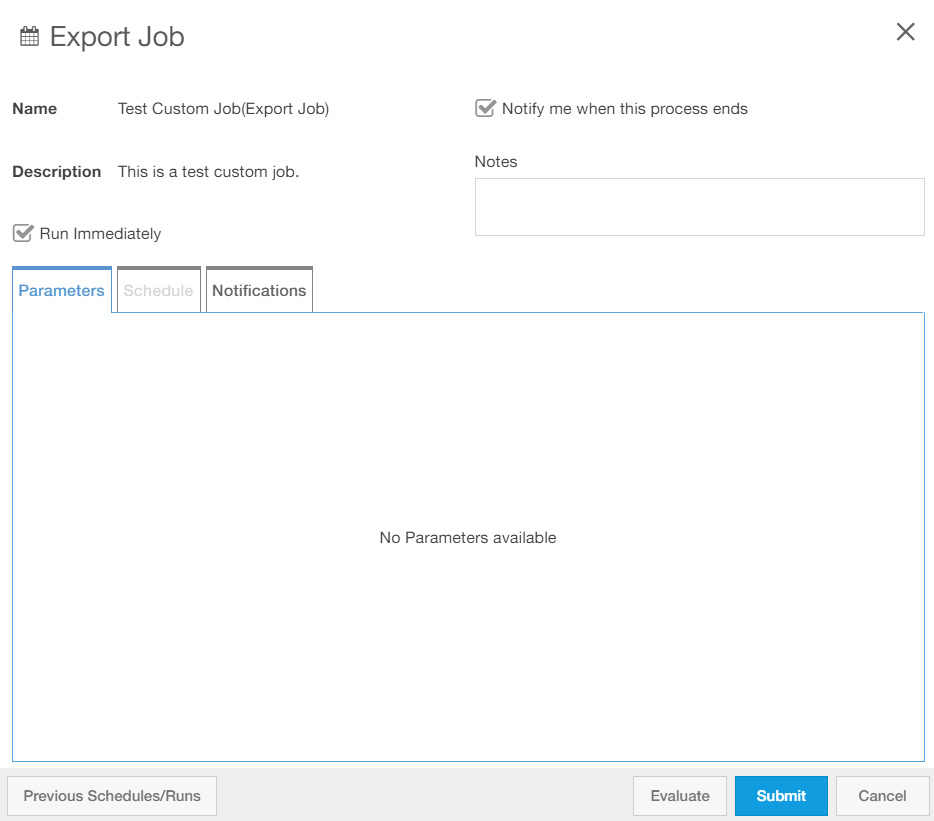 Export Job
Name Test Custom Job(Export Job)
Notify me when this process ends
Description This is a test custom job.
Notes
Run Immediately
Parameters Schedule Notifications
No Parameters available
Previous Schedules/Runs Evaluate Submit Cancel